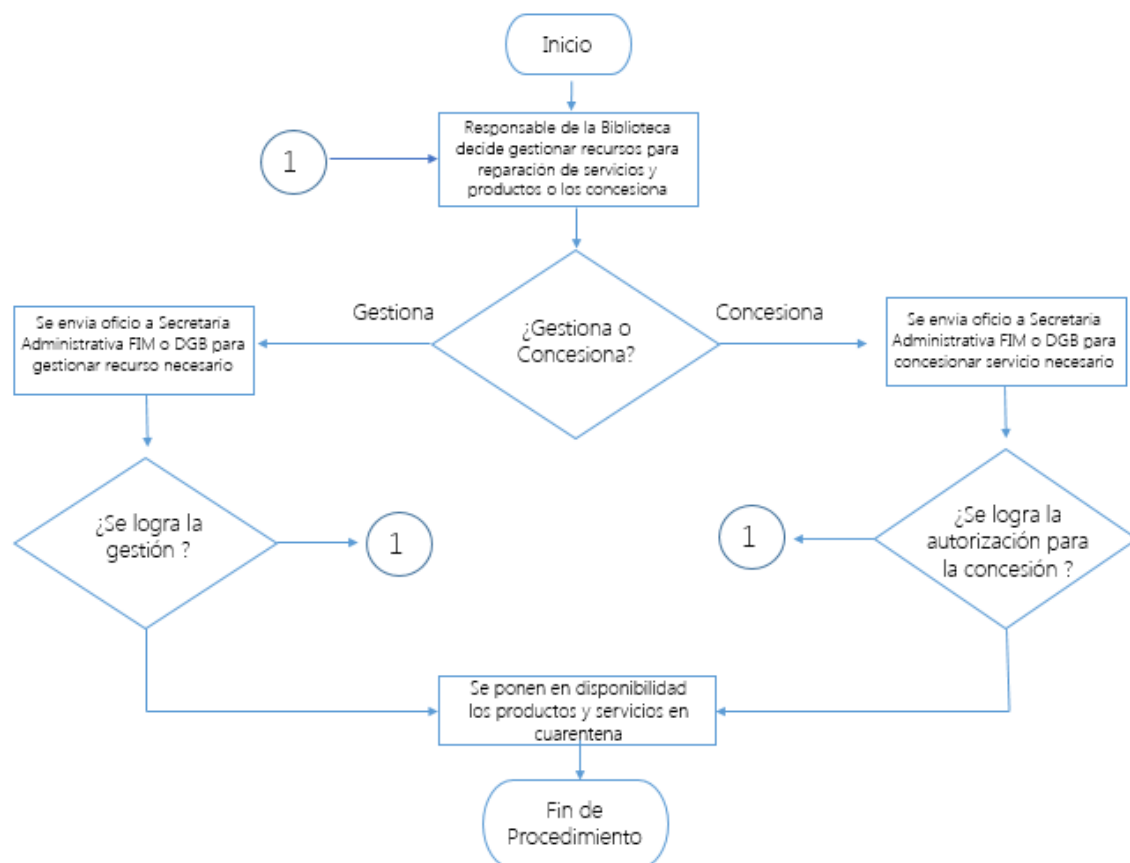 Inicio
1
Responsable de la Biblioteca
decide gestionar recursos para
reparación de servicios y
productos o los concesiona
Gestiona
¿Gestiona o
Concesiona?
Concesiona
Se envia oficio a Secretaria
Administrativa FIM o DGB para
gestionar recurso necesario
Se envia oficio a Secretaria
Administrativa FIM o DGB para
concesionar servicio necesario
¿Se logra la
gestión ?
1
1
¿Se logra la
autorización para
la concesión ?
Se ponen en disponibilidad
los productos y servicios en
cuarentena
Fin de
Procedimiento